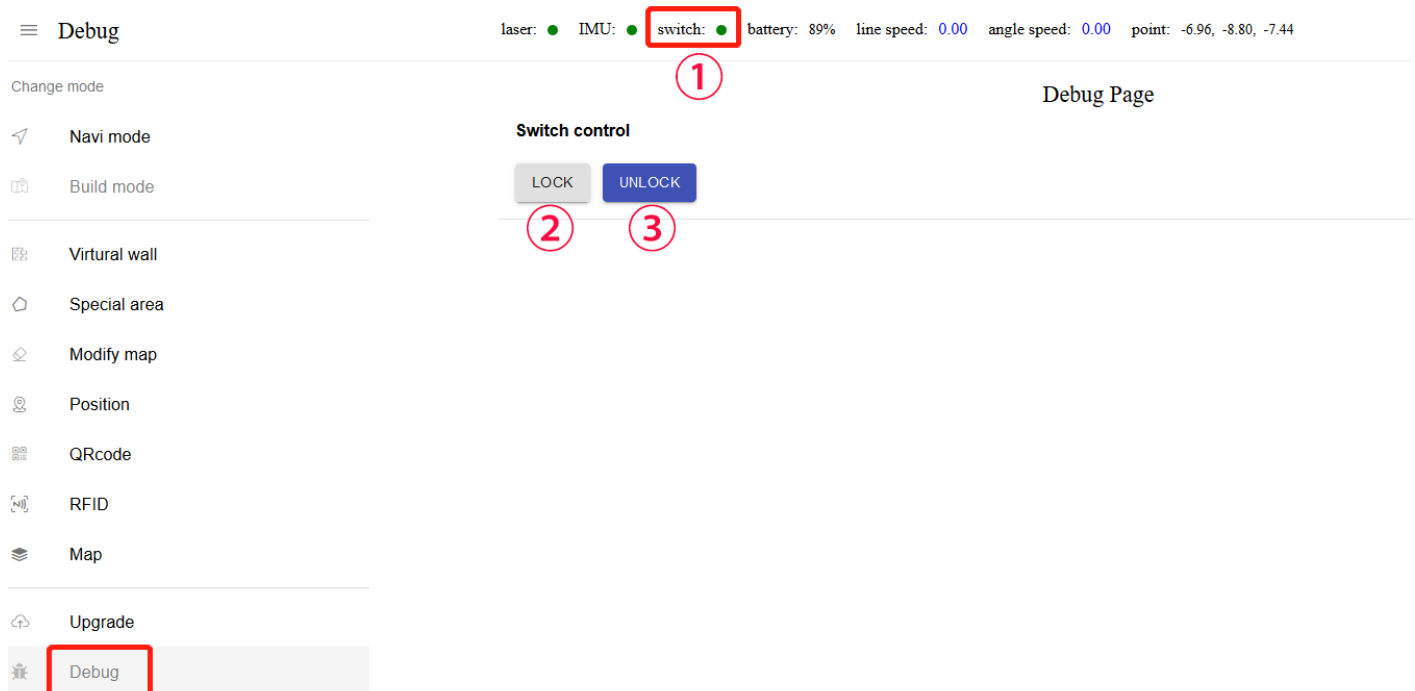 Debug
laser: IMU: switch: battery: 89% line speed: 0.00 angle speed: 0.00 point: -6.96, -8.80, -7.44
①
Change mode
Debug Page
Navi mode
Switch control
Build mode
LOCK UNLOCK
② ③
Virtural wall
Special area
Modify map
Position
QRcode
RFID
Map
Upgrade
Debug